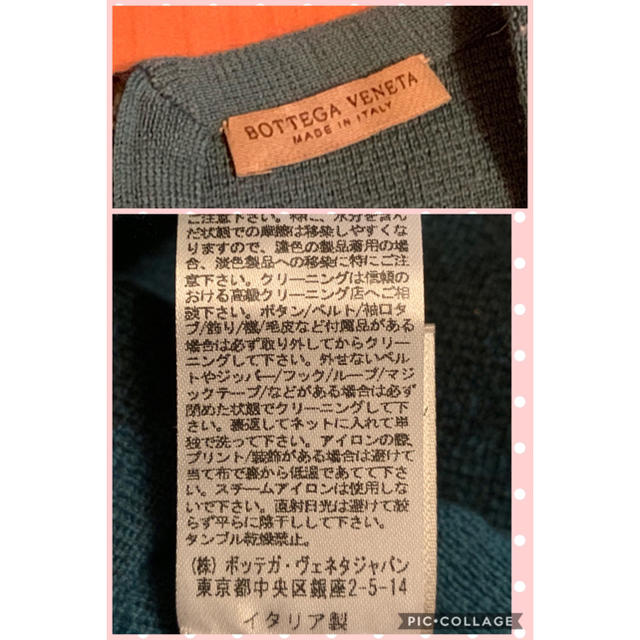 BOTTEGA VENETA
MADE IN ITALY
ご注意下さい。特に、水分を含ん
だ状態での摩擦は移染しやすくな
りますので、濃色の製品着用の場
合、淡色製品への移染に特にご注
意下さい。クリーニングは信頼の
おける高級クリーニング店へご相
談下さい。ボタン/ベルト/袖口タ
ブ/飾り/襟/毛皮など付属品がある
場合は必ず取り外してからクリー
ニングして下さい。外せないベル
トやジッパー/フック/ループ/マジ
ックテープ/などがある場合は必ず
閉めた状態でクリーニングして下
さい。裏返してネットに入れて単
独で洗って下さい。アイロンの際、
プリント/装飾がある場合は避けて
当て布で裏から低温であてて下さ
い。スチームアイロンは使用しな
いで下さい。直射日光は避けて絞
らず平らに陰干しして下さい。
タンブル乾燥禁止。
(株) ボッテガ・ヴェネタジャパン
東京都中央区銀座2-5-14
イタリア製
PIC•COLLAGE